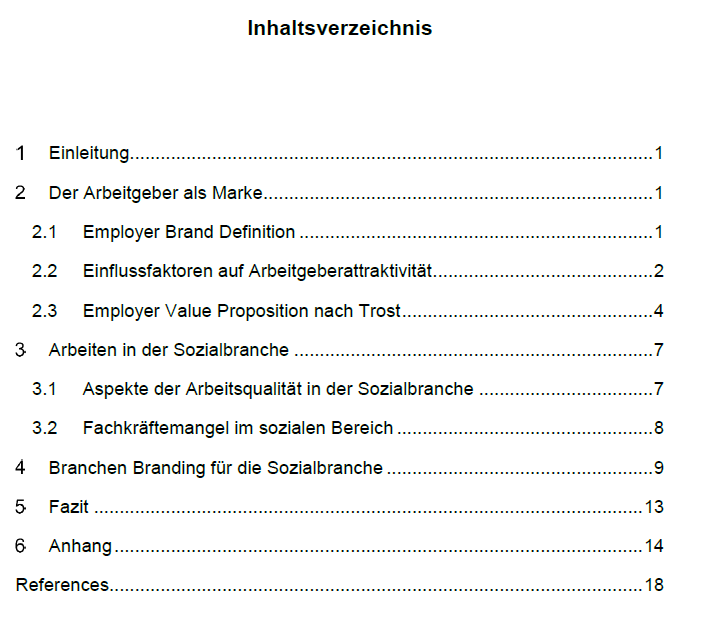 Inhaltsverzeichnis
1 Einleitung....................................................................................................1
2 Der Arbeitgeber als Marke...........................................................................1
2.1 Employer Brand Definition ....................................................................1
2.2 Einflussfaktoren auf Arbeitgeberattraktivität...........................................2
2.3 Employer Value Proposition nach Trost.................................................4
3 Arbeiten in der Sozialbranche .....................................................................7
3.1 Aspekte der Arbeitsqualität in der Sozialbranche ..................................7
3.2 Fachkräftemangel im sozialen Bereich ..................................................8
4 Branchen Branding für die Sozialbranche ....................................................9
5 Fazit ..........................................................................................................13
6 Anhang......................................................................................................14
References.......................................................................................................18